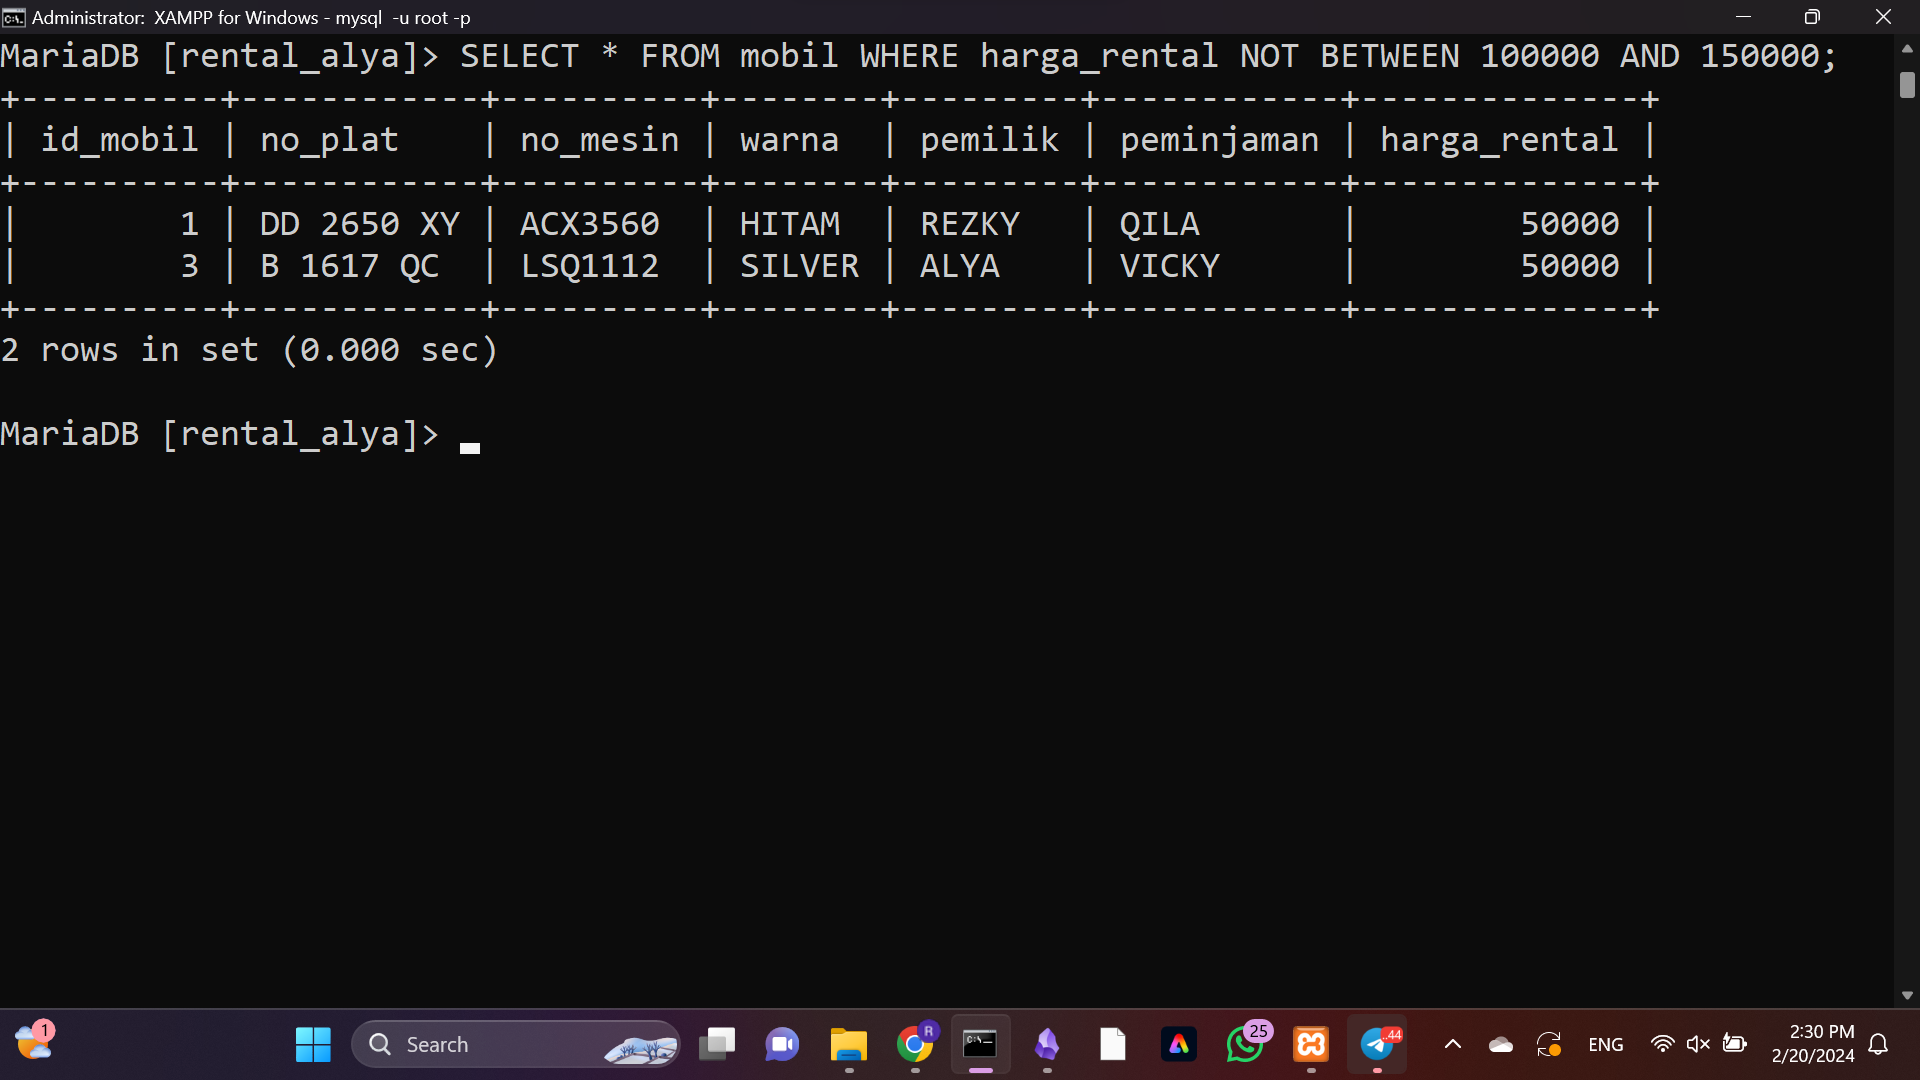 Administrator: XAMPP for Windows - mysql -u root -p
MariaDB [rental_alya]> SELECT * FROM mobil WHERE harga_rental NOT BETWEEN 100000 AND 150000;
+----------+------------+----------+--------+---------+------------+--------------+
| id_mobil | no_plat    | no_mesin | warna  | pemilik | peminjaman | harga_rental |
+----------+------------+----------+--------+---------+------------+--------------+
|        1 | DD 2650 XY | ACX3560  | HITAM  | REZKY   | QILA       |        50000 |
|        3 | B 1617 QC  | LSQ1112  | SILVER | ALYA    | VICKY      |        50000 |
+----------+------------+----------+--------+---------+------------+--------------+
2 rows in set (0.000 sec)
MariaDB [rental_alya]>
1
Search
R
C:\_
25
..44
ENG
2:30 PM
2/20/2024